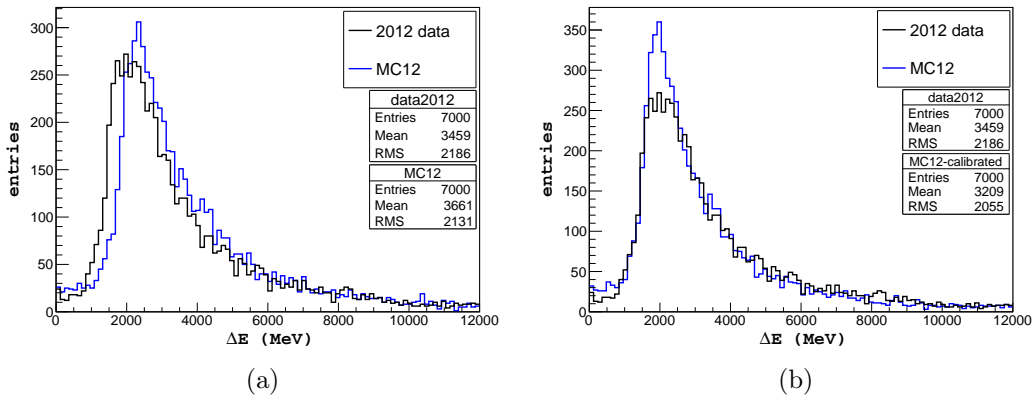 300
250
200
150
100
50
0
entries
0 2000 4000 6000 8000 10000 12000
ΔE (MeV)
2012 data
MC12
data2012
Entries 7000
Mean 3459
RMS 2186
MC12
Entries 7000
Mean 3661
RMS 2131
(a)
350
300
250
200
150
100
50
0
entries
0 2000 4000 6000 8000 10000 12000
ΔE (MeV)
2012 data
MC12
data2012
Entries 7000
Mean 3459
RMS 2186
MC12-calibrated
Entries 7000
Mean 3209
RMS 2055
(b)